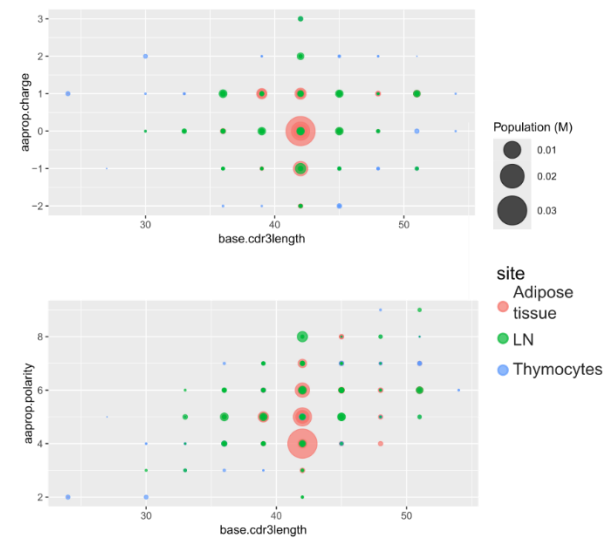 3
2
1
0
−1
−2
aaprop.charge
30
40
50
base.cdr3length
Population (M)
0.01
0.02
0.03
site
Adipose
tissue
LN
Thymocytes
8
6
4
2
aaprop.polarity
30
40
50
base.cdr3length